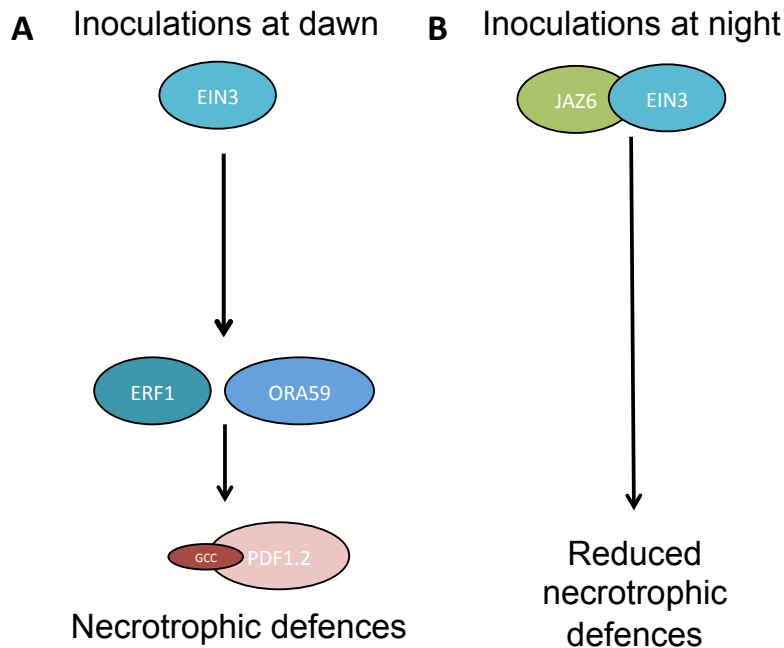 A Inoculations at dawn
EIN3
ERF1 ORA59
GCC PDF1.2
Necrotrophic defences
B Inoculations at night
JAZ6 EIN3
Reduced
necrotrophic
defences